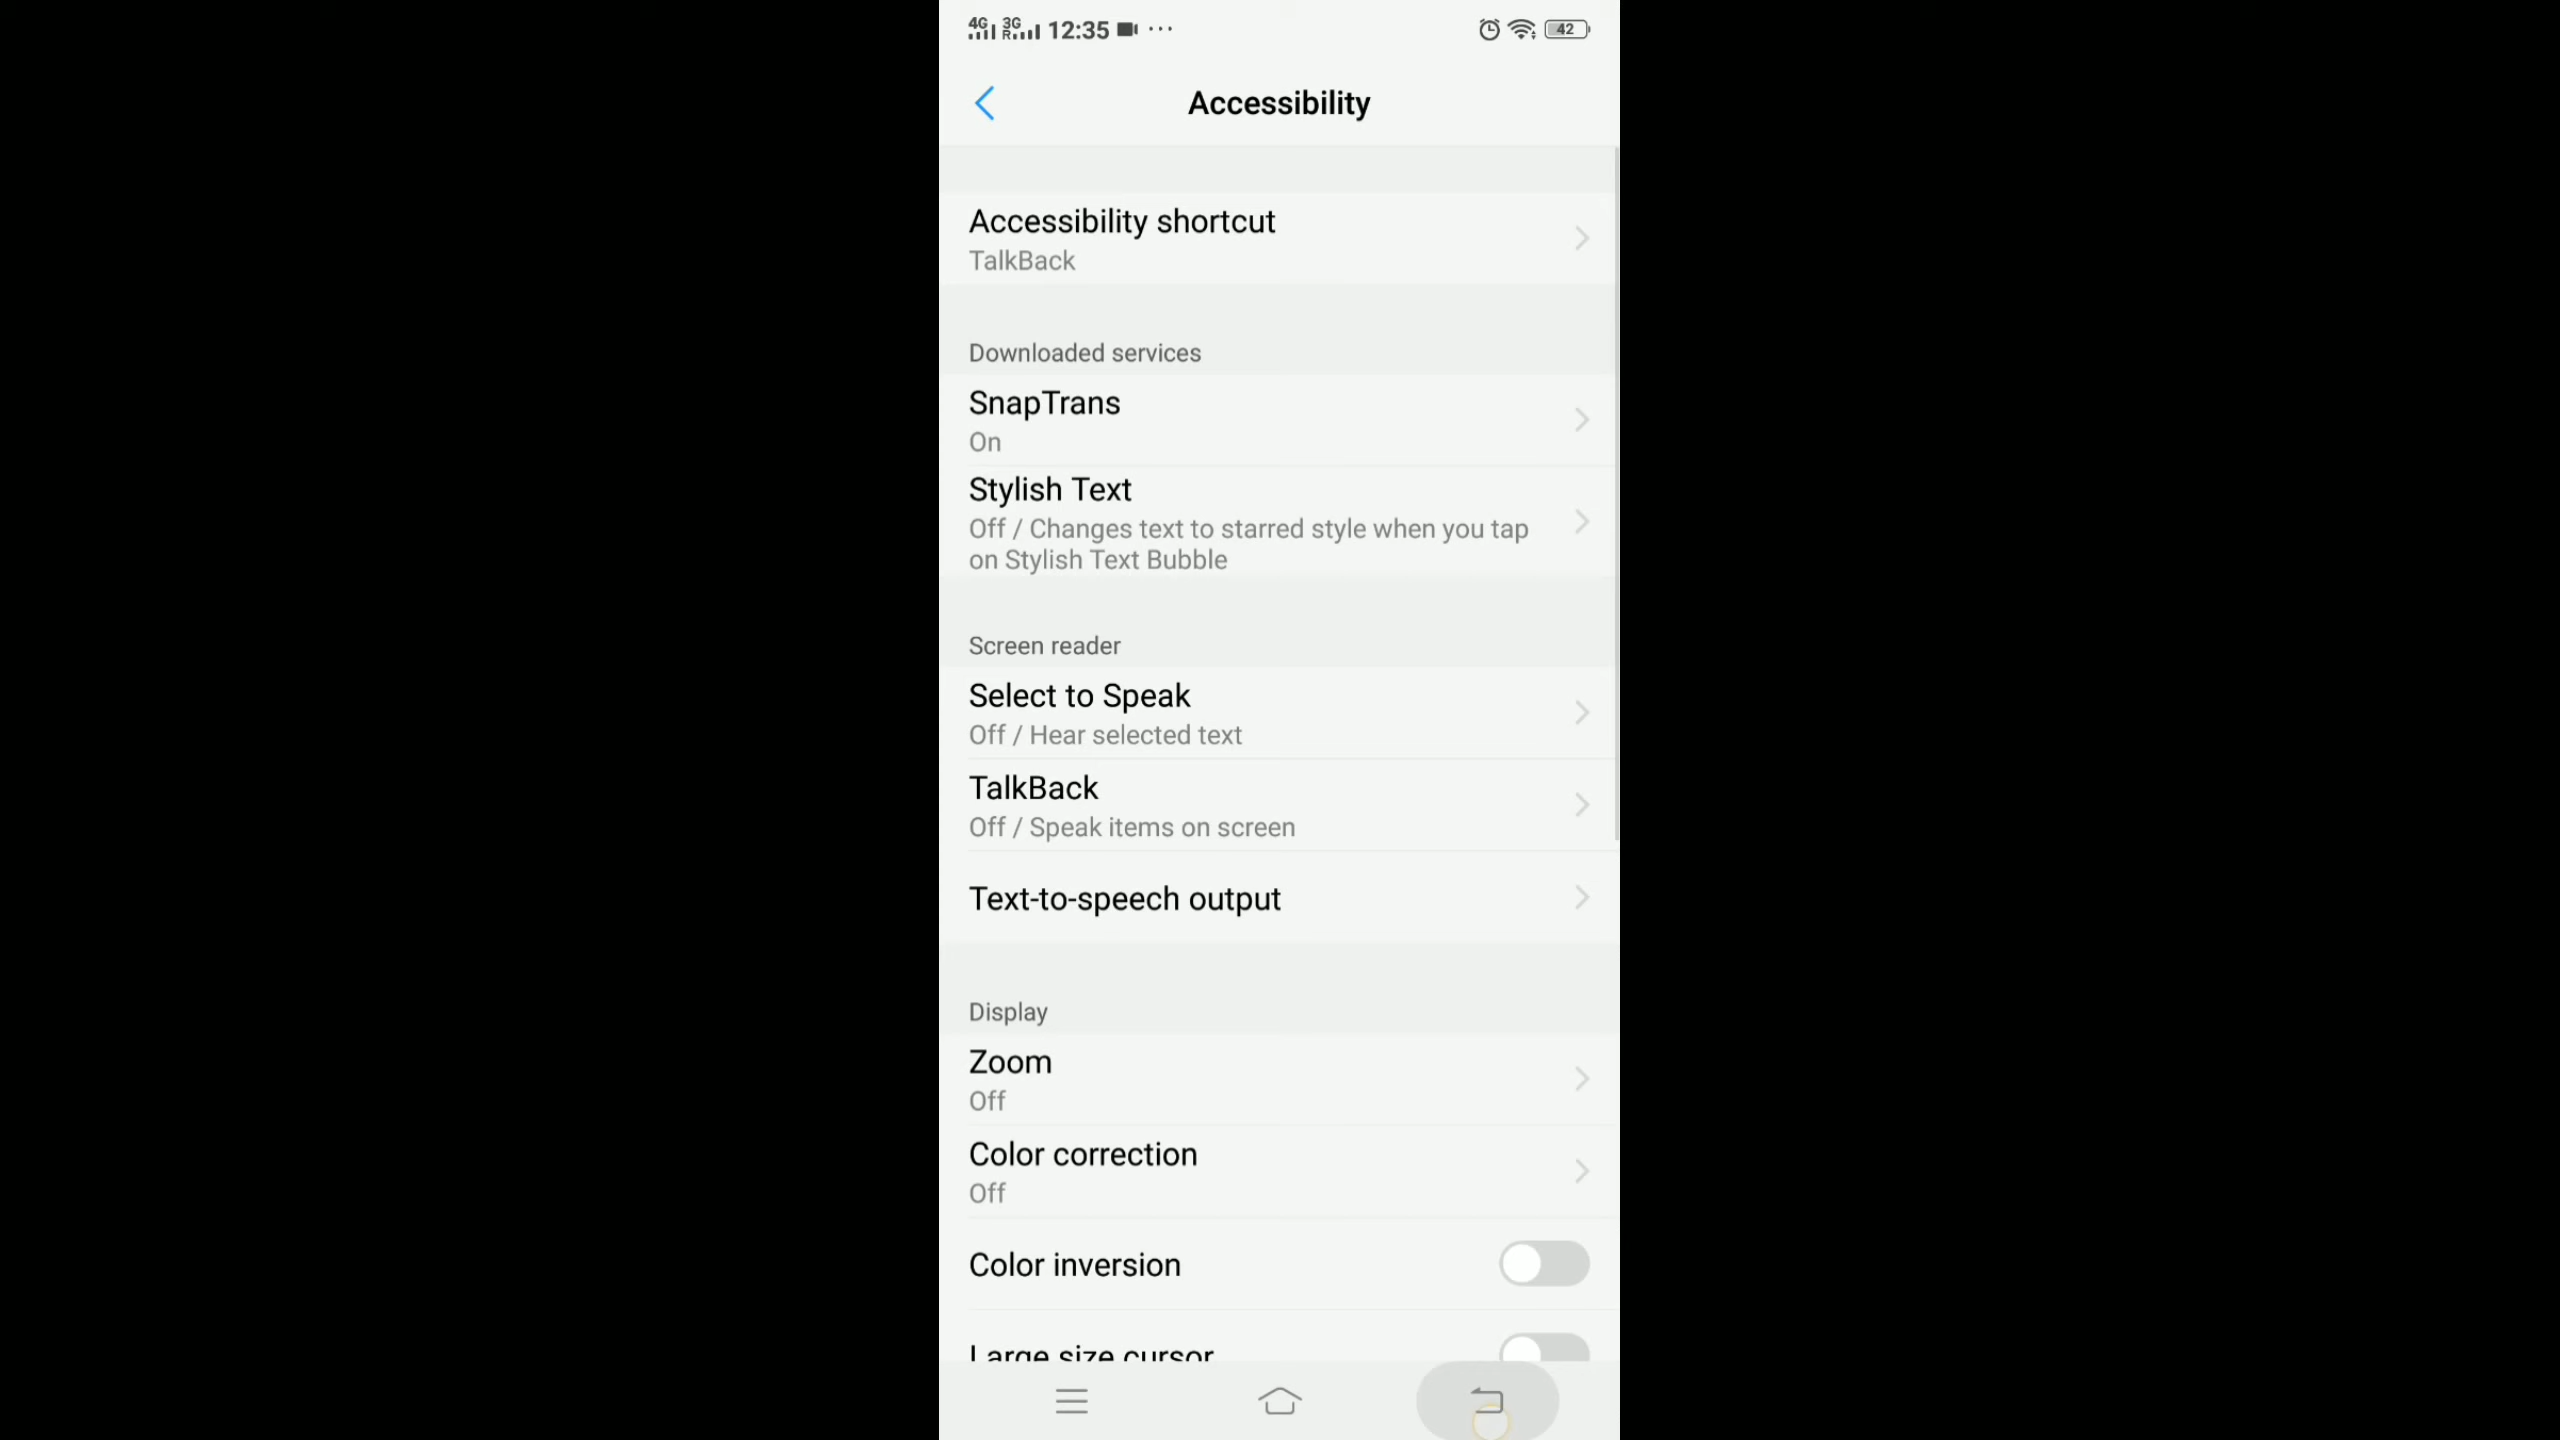 4G 3G R 12:35 ... 42
Accessibility
Accessibility shortcut
TalkBack
Downloaded services
SnapTrans
On
Stylish Text
Off / Changes text to starred style when you tap
on Stylish Text Bubble
Screen reader
Select to Speak
Off / Hear selected text
TalkBack
Off / Speak items on screen
Text-to-speech output
Display
Zoom
Off
Color correction
Off
Color inversion
Large size cursor